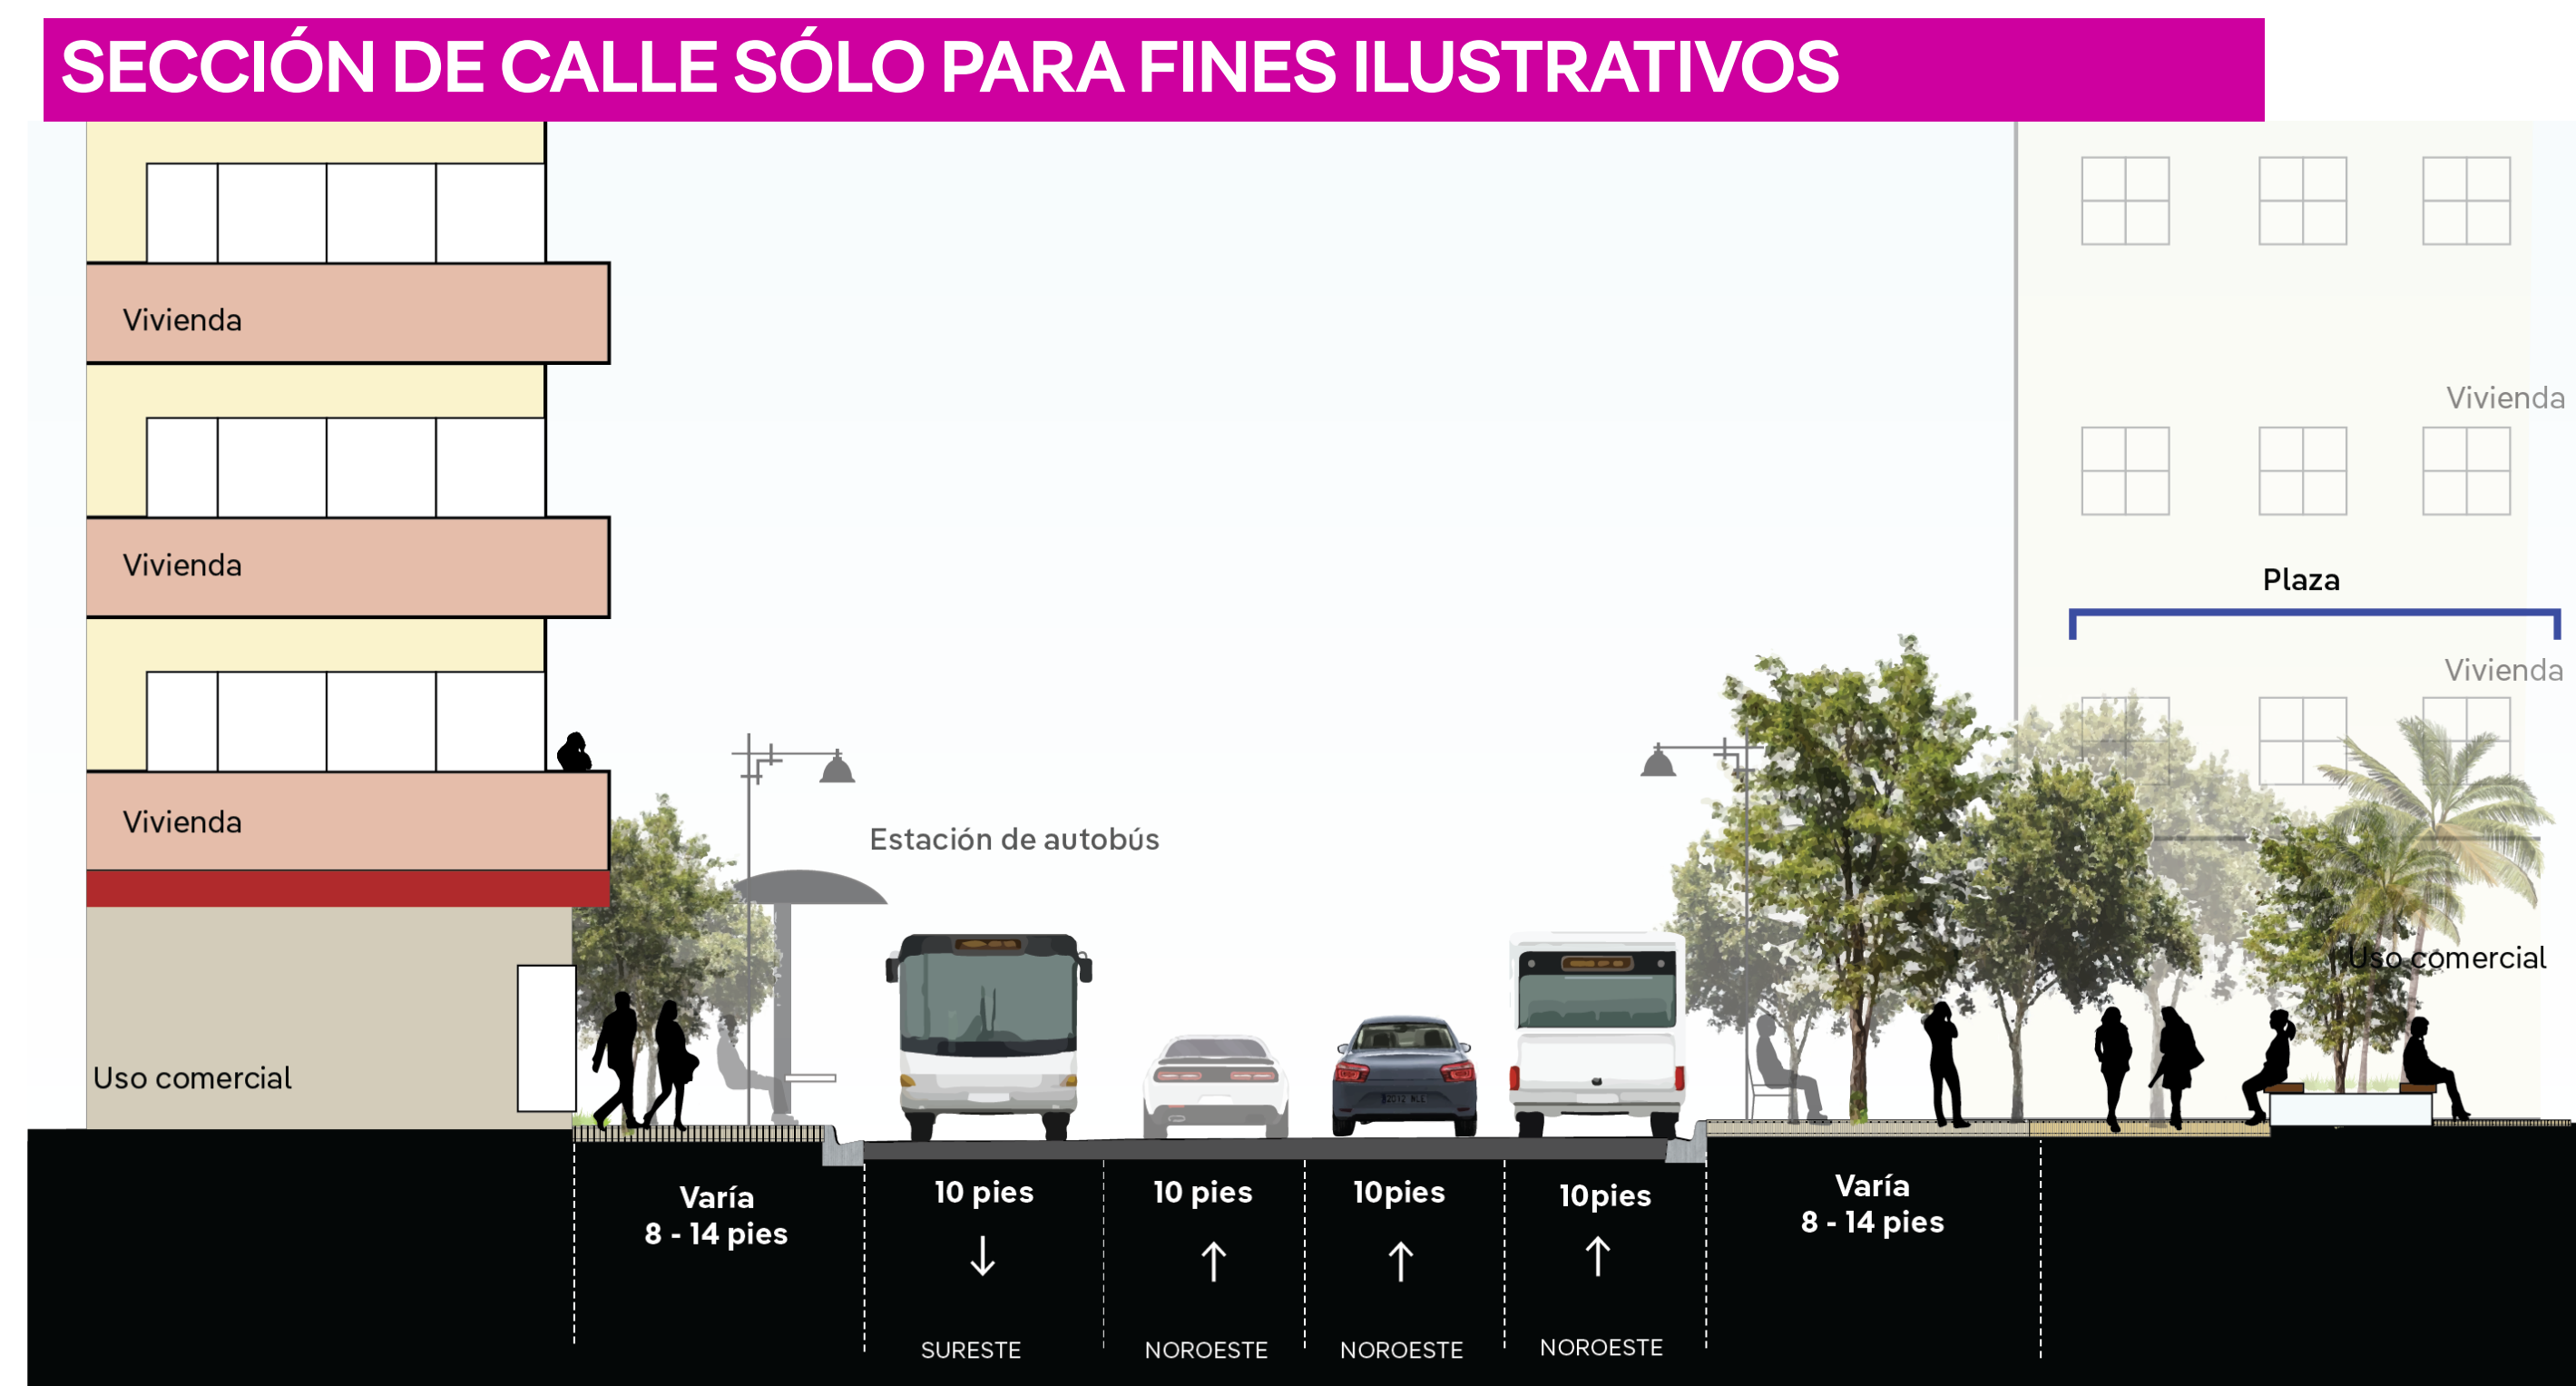 SECCIÓN DE CALLE SÓLO PARA FINES ILUSTRATIVOS
Vivienda
Vivienda
Vivienda
Uso comercial
Estación de autobús
Vivienda
Plaza
Vivienda
Uso comercial
Varía
8 - 14 pies
10 pies
SURESTE
10 pies
NOROESTE
10pies
NOROESTE
10pies
NOROESTE
Varía
8 - 14 pies